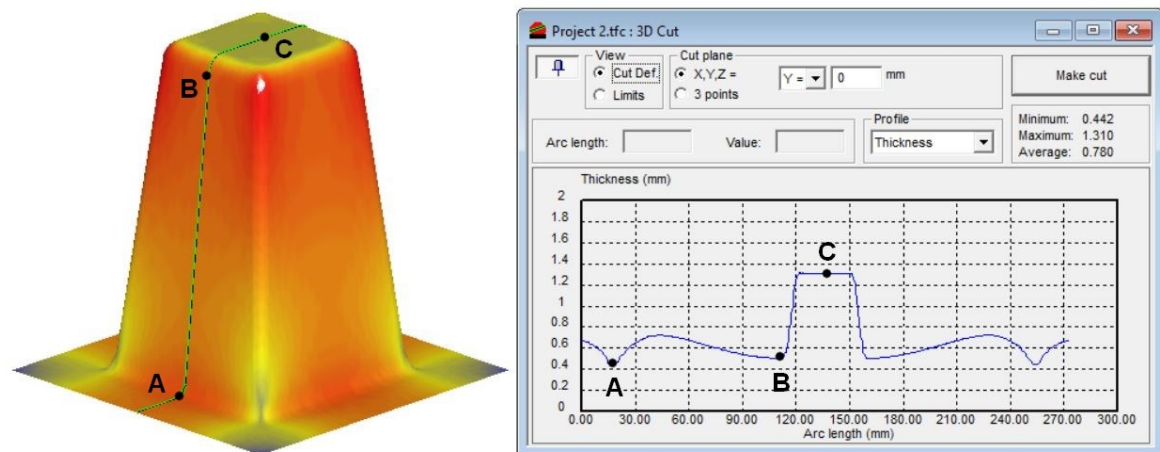 C
B
A
Project 2.tfc : 3D Cut
View
Cut Def.
Limits
Cut plane
X,Y,Z =
3 points
Y =
0
mm
Make cut
Arc length:
Value:
Profile
Thickness
Minimum: 0.442
Maximum: 1.310
Average: 0.780
Thickness (mm)
2
1.8
1.6
1.4
1.2
1
0.8
0.6
0.4
0.2
0
C
B
A
0.00 30.00 60.00 90.00 120.00 150.00 180.00 210.00 240.00 270.00 300.00
Arc length (mm)